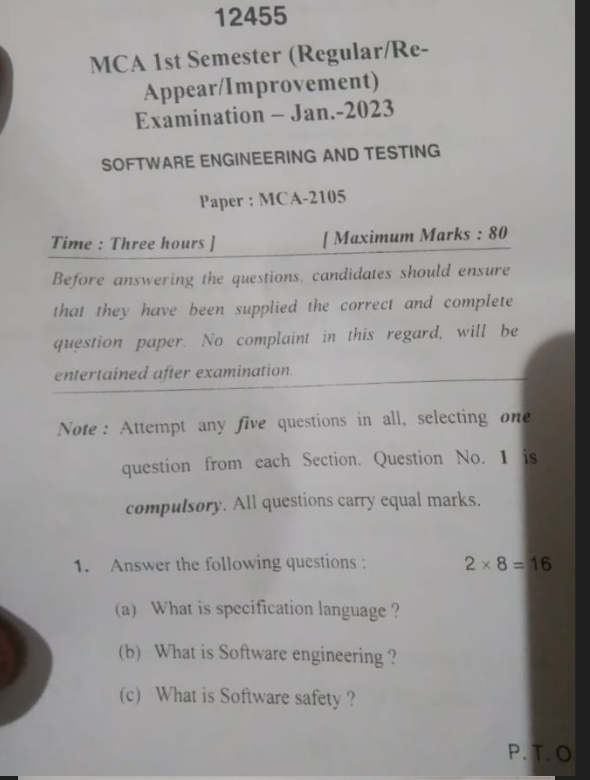 12455
MCA 1st Semester (Regular/Re-
Appear/Improvement)
Examination – Jan.-2023
SOFTWARE ENGINEERING AND TESTING
Paper : MCA-2105
Time : Three hours ] [ Maximum Marks : 80
Before answering the questions, candidates should ensure
that they have been supplied the correct and complete
question paper. No complaint in this regard, will be
entertained after examination.
Note : Attempt any five questions in all, selecting one
question from each Section. Question No. 1 is
compulsory. All questions carry equal marks.
1. Answer the following questions : 2 × 8 = 16
(a) What is specification language ?
(b) What is Software engineering ?
(c) What is Software safety ?
P. T. O